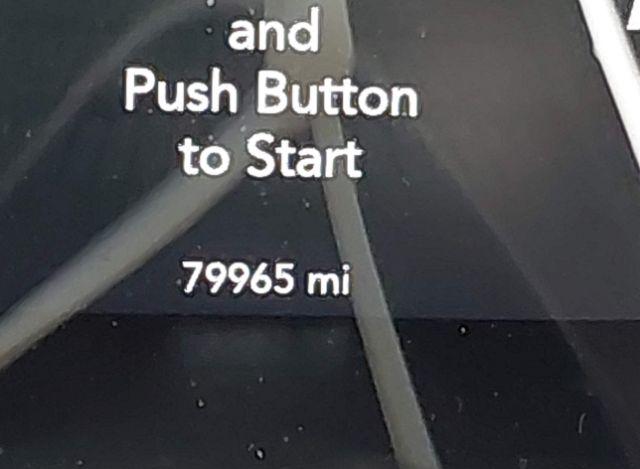 and
Push Button
to Start
79965 mi